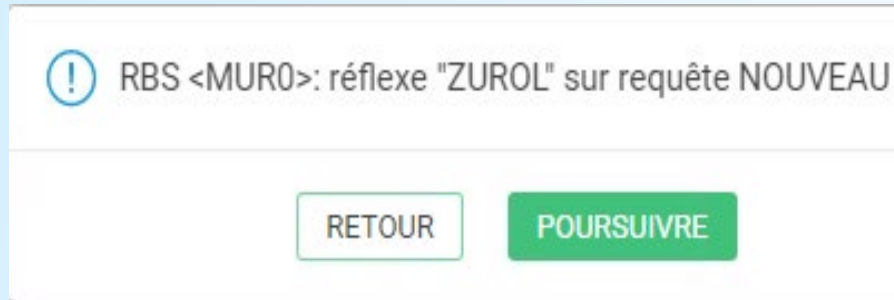 RBS <MUR0>: réflexe "ZUROL" sur requête NOUVEAU
RETOUR
POURSUIVRE